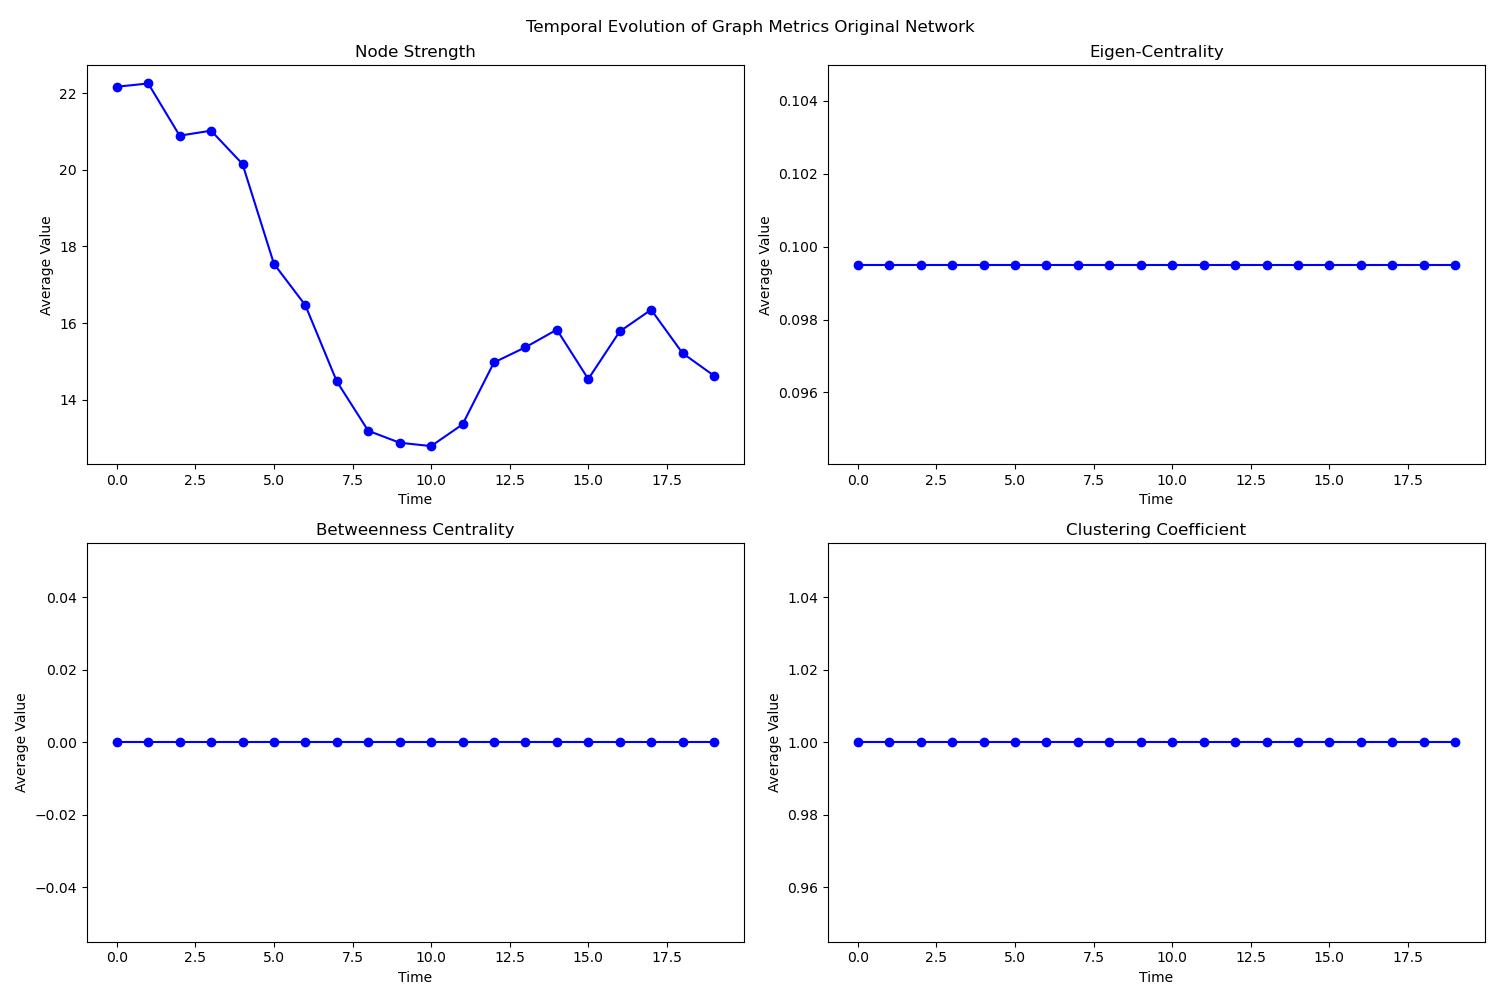 Temporal Evolution of Graph Metrics Original Network
Node Strength
22
20
18
16
14
Average Value
0.0 2.5 5.0 7.5 10.0 12.5 15.0 17.5
Time
Eigen-Centrality
0.104
0.102
0.100
0.098
0.096
Average Value
0.0 2.5 5.0 7.5 10.0 12.5 15.0 17.5
Time
Betweenness Centrality
0.04
0.02
0.00
−0.02
−0.04
Average Value
0.0 2.5 5.0 7.5 10.0 12.5 15.0 17.5
Time
Clustering Coefficient
1.04
1.02
1.00
0.98
0.96
Average Value
0.0 2.5 5.0 7.5 10.0 12.5 15.0 17.5
Time